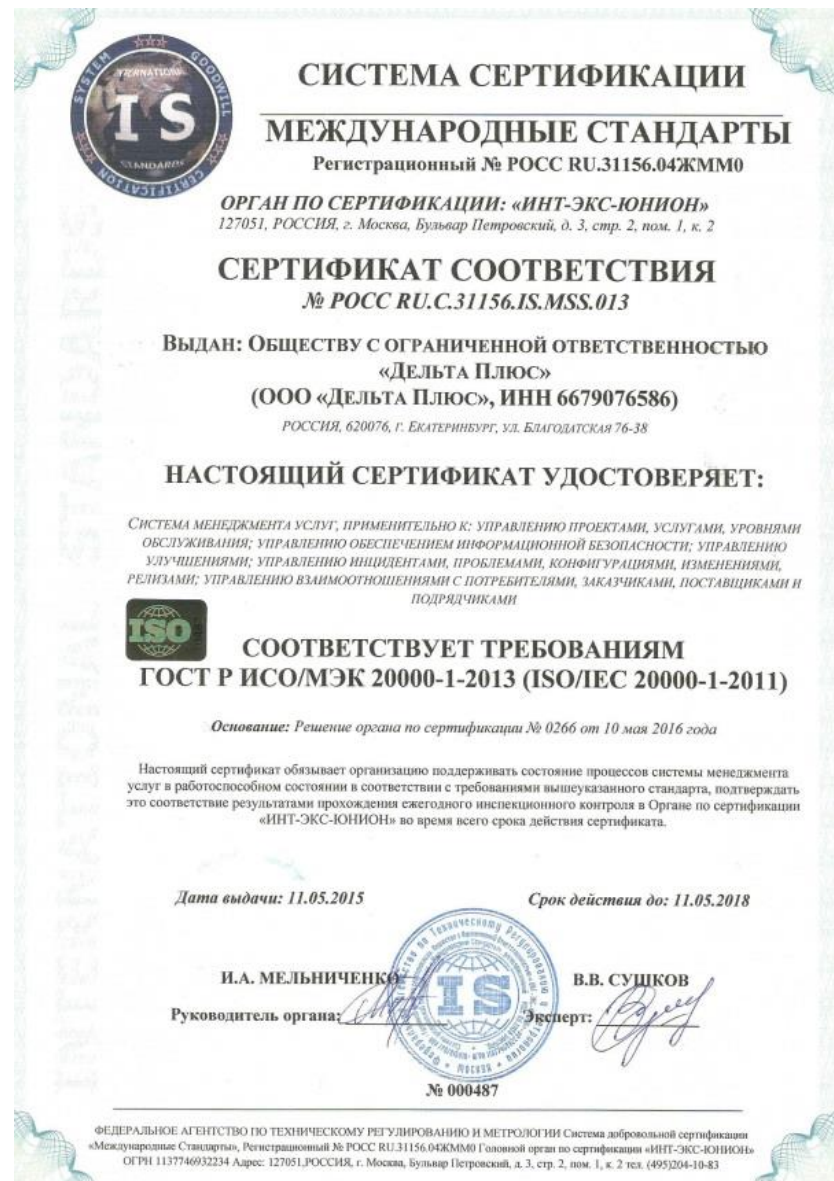 SYSTEM GOODWILL
INTERNATIONAL
IS
STANDARDS
CERTIFICATION
СИСТЕМА СЕРТИФИКАЦИИ
МЕЖДУНАРОДНЫЕ СТАНДАРТЫ
Регистрационный № РОСС RU.31156.04ЖММ0
ОРГАН ПО СЕРТИФИКАЦИИ: «ИНТ-ЭКС-ЮНИОН»
127051, РОССИЯ, г. Москва, Бульвар Петровский, д. 3, стр. 2, пом. 1, к. 2
СЕРТИФИКАТ СООТВЕТСТВИЯ
№ РОСС RU.C.31156.IS.MSS.013
Выдан: Обществу с ограниченной ответственностью
«Дельта Плюс»
(ООО «Дельта Плюс», ИНН 6679076586)
РОССИЯ, 620076, г. Екатеринбург, ул. Благодатская 76-38
НАСТОЯЩИЙ СЕРТИФИКАТ УДОСТОВЕРЯЕТ:
Система менеджмента услуг, применительно к: управлению проектами, услугами, уровнями
обслуживания; управлению обеспечением информационной безопасности; управлению
улучшениями; управлению инцидентами, проблемами, конфигурациями, изменениями,
релизами; управлению взаимоотношениями с потребителями, заказчиками, поставщиками и
подрядчиками
ISO
СООТВЕТСТВУЕТ ТРЕБОВАНИЯМ
ГОСТ Р ИСО/МЭК 20000-1-2013 (ISO/IEC 20000-1-2011)
Основание: Решение органа по сертификации № 0266 от 10 мая 2016 года
Настоящий сертификат обязывает организацию поддерживать состояние процессов системы менеджмента
услуг в работоспособном состоянии в соответствии с требованиями вышеуказанного стандарта, подтверждать
это соответствие результатами прохождения ежегодного инспекционного контроля в Органе по сертификации
«ИНТ-ЭКС-ЮНИОН» во время всего срока действия сертификата.
Дата выдачи: 11.05.2015
Срок действия до: 11.05.2018
И.А. МЕЛЬНИЧЕНКО
В.В. СУШКОВ
Руководитель органа:
Эксперт:
IS
МОСКВА
№ 000487
ФЕДЕРАЛЬНОЕ АГЕНТСТВО ПО ТЕХНИЧЕСКОМУ РЕГУЛИРОВАНИЮ И МЕТРОЛОГИИ Система добровольной сертификации
«Международные Стандарты», Регистрационный № РОСС RU.31156.04ЖММ0 Головной орган по сертификации «ИНТ-ЭКС-ЮНИОН»
ОГРН 1137746932234 Адрес: 127051,РОССИЯ, г. Москва, Бульвар Петровский, д. 3, стр. 2, пом. 1, к. 2 тел. (495)204-10-83
INTERNATIONAL STANDARDS